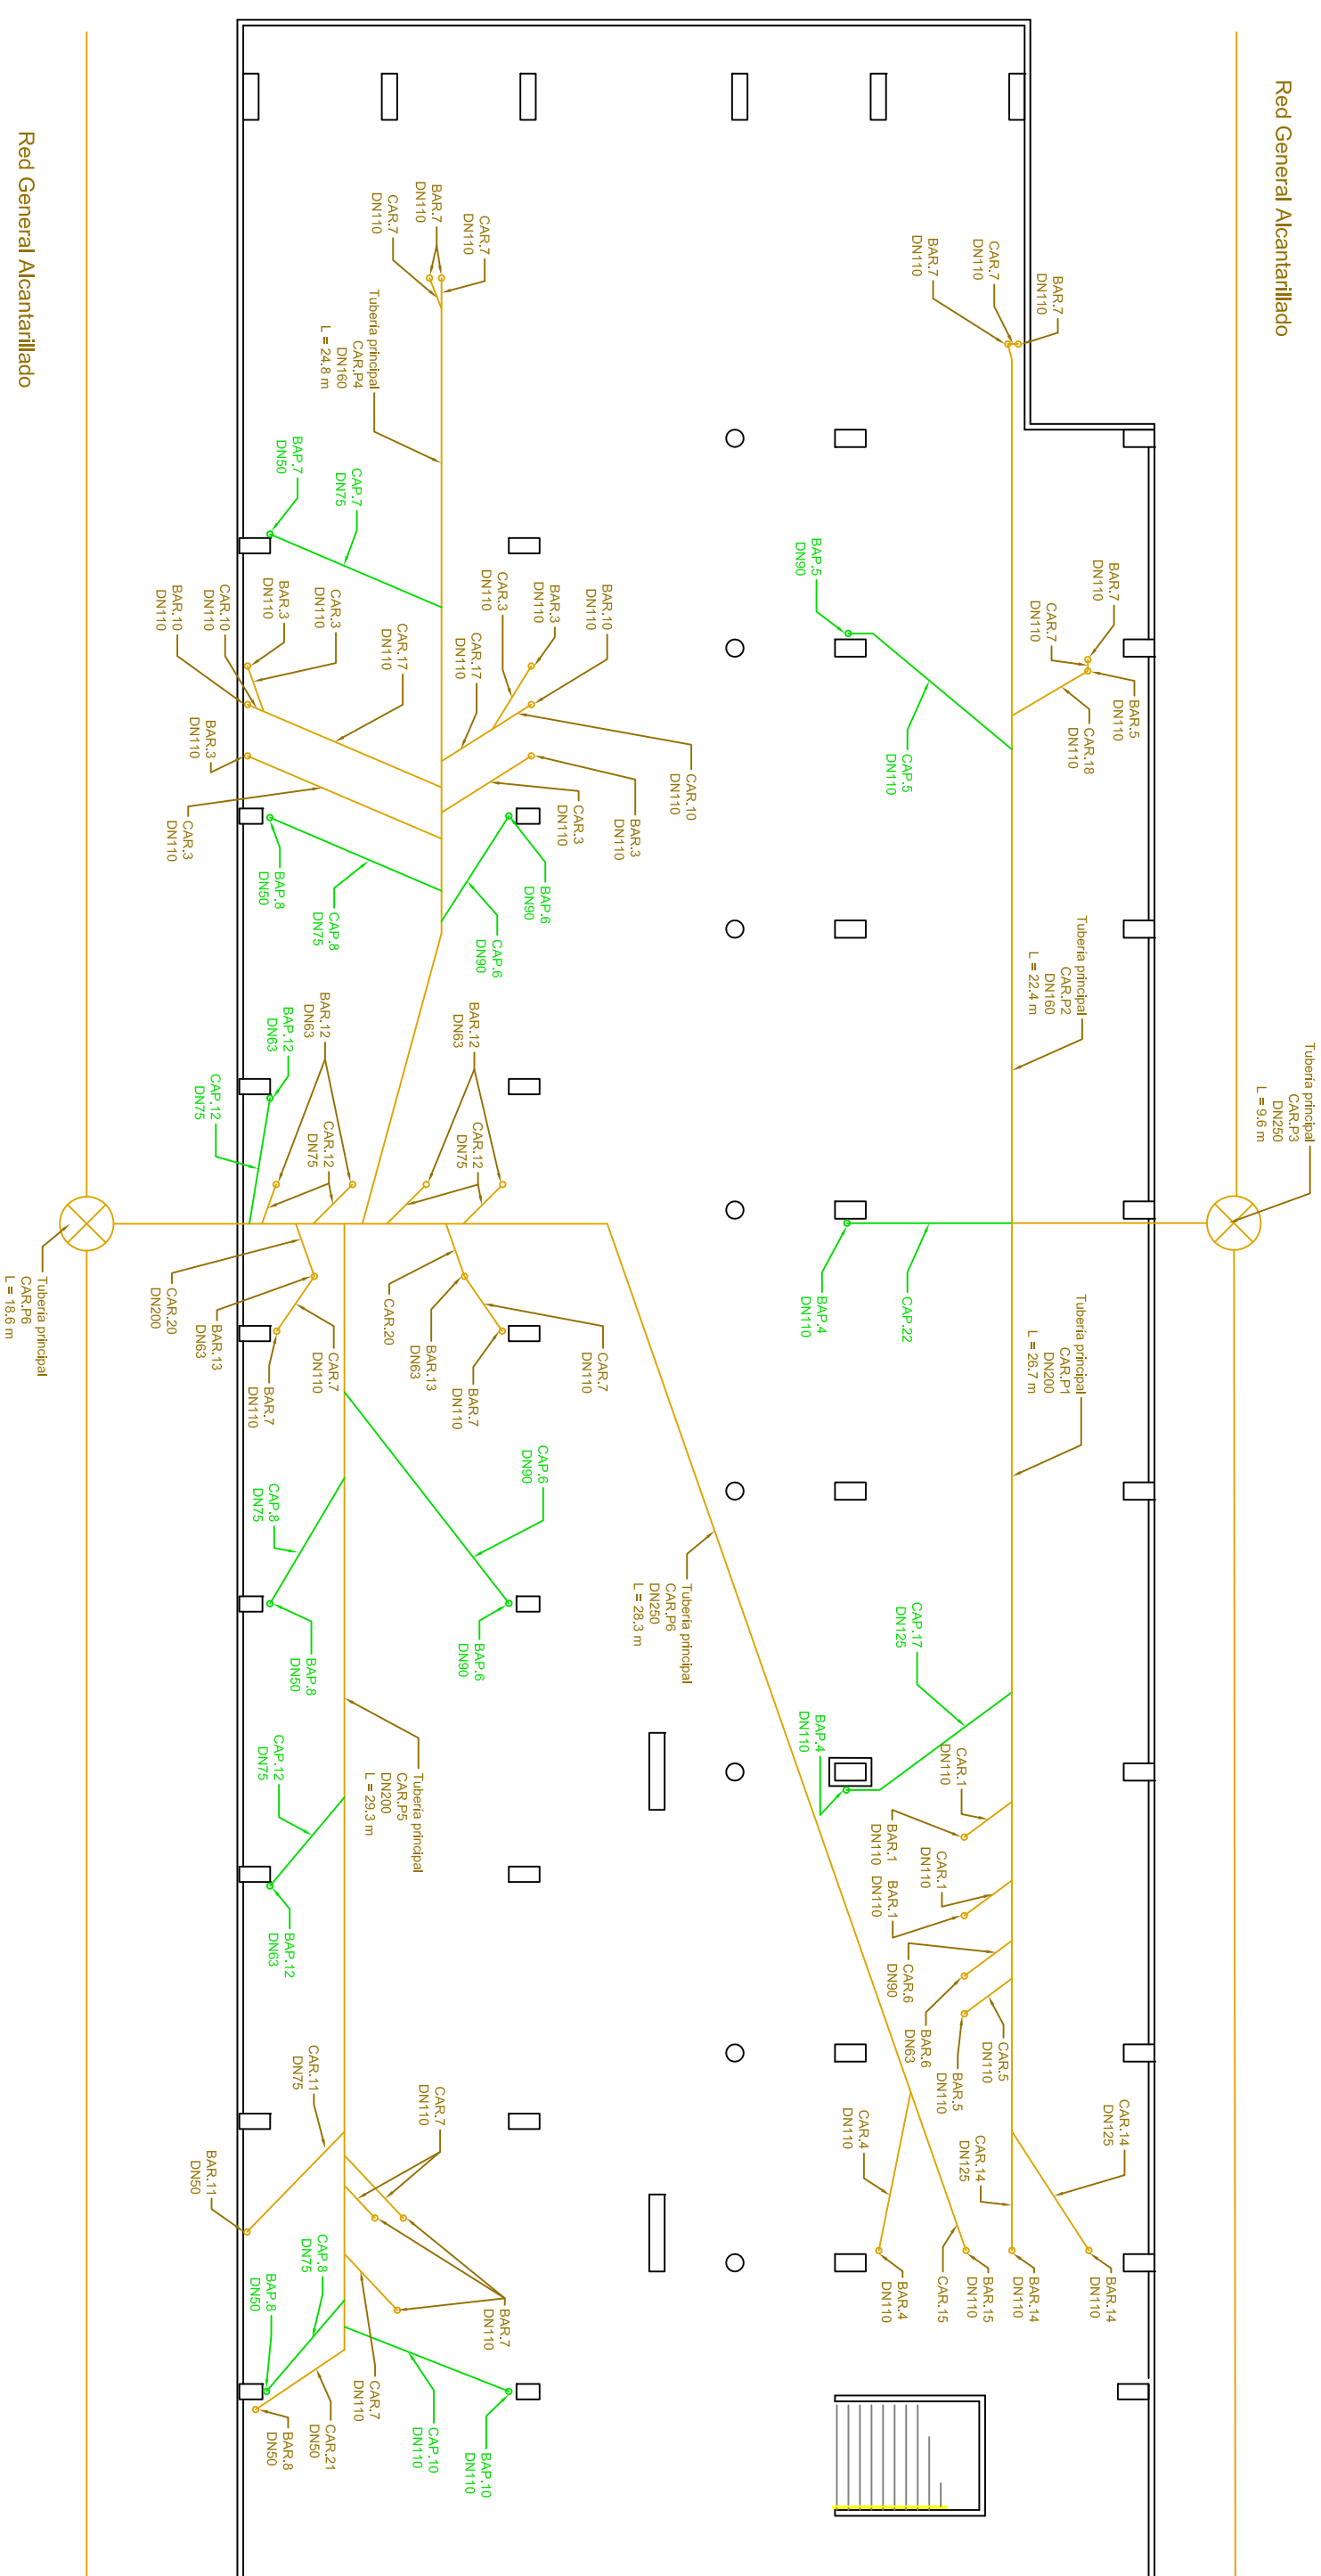 Red General Alcantarillado
Tubería principal
CAR.P3
DN250
L = 9.6 m
BAR.7
DN110
CAR.7
DN110
BAR.7
DN110
BAR.7
DN110
CAR.7
DN110
BAR.5
DN110
CAR.18
DN110
Tubería principal
CAR.P2
DN160
L = 22.4 m
Tubería principal
CAR.P1
DN200
L = 26.7 m
CAR.14
DN125
CAR.14
DN125
BAR.14
DN110
BAR.14
DN110
BAR.15
DN110
CAR.15
BAR.4
DN110
CAR.4
DN110
BAP.5
DN90
CAP.5
DN110
CAP.22
BAP.4
DN110
CAP.17
DN125
BAP.4
DN110
CAR.1
DN110
BAR.1
DN110
CAR.1
DN110
BAR.1
DN110
CAR.6
DN90
BAR.6
DN63
CAR.5
DN110
BAR.5
DN110
Tubería principal
CAR.P6
DN250
L = 28.3 m
CAR.7
DN110
BAR.7
DN110
CAR.7
DN110
Tubería principal
CAR.P4
DN160
L = 24.8 m
BAR.10
DN110
BAR.3
DN110
CAR.3
DN110
CAR.17
DN110
CAR.10
DN110
BAR.3
DN110
CAR.3
DN110
BAP.6
DN90
CAP.6
DN90
BAP.7
DN50
CAP.7
DN75
CAR.17
DN110
CAR.3
DN110
BAR.3
DN110
CAR.10
DN110
BAR.10
DN110
BAR.3
DN110
CAR.3
DN110
BAP.8
DN50
CAP.8
DN75
BAR.12
DN63
CAR.12
DN75
BAR.12
DN63
CAR.12
DN75
BAP.12
DN63
CAP.12
DN75
CAR.7
DN110
BAR.7
DN110
BAR.13
DN63
CAR.20
CAR.7
DN110
BAR.7
DN110
BAR.13
DN63
CAR.20
DN200
CAP.6
DN90
BAP.6
DN90
CAP.8
DN75
BAP.8
DN50
Tubería principal
CAR.P5
DN200
L = 29.3 m
CAP.12
DN75
BAP.12
DN63
CAR.7
DN110
CAR.11
DN75
BAR.11
DN50
BAR.7
DN110
CAR.7
DN110
CAP.8
DN75
BAP.8
DN50
BAP.10
DN110
CAP.10
DN110
CAR.21
DN50
BAR.8
DN50
Tubería principal
CAR.P6
L = 18.6 m
Red General Alcantarillado